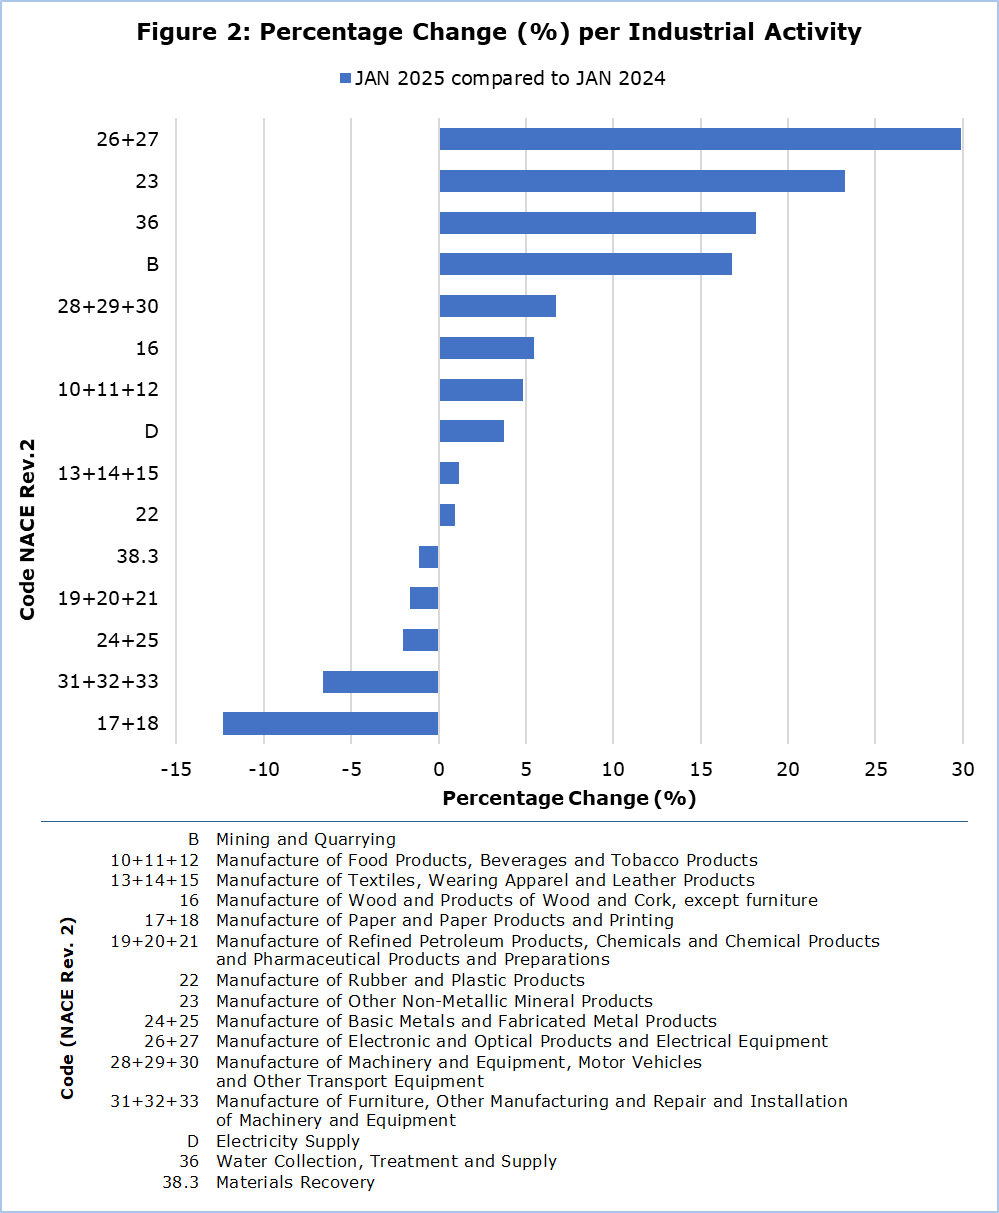 Figure 2: Percentage Change (%) per Industrial Activity
JAN 2025 compared to JAN 2024
26+27
23
36
B
28+29+30
16
10+11+12
D
13+14+15
22
38.3
19+20+21
24+25
31+32+33
17+18
Code NACE Rev.2
-15 -10 -5 0 5 10 15 20 25 30
Percentage Change (%)
Code (NACE Rev. 2)
B Mining and Quarrying
10+11+12 Manufacture of Food Products, Beverages and Tobacco Products
13+14+15 Manufacture of Textiles, Wearing Apparel and Leather Products
16 Manufacture of Wood and Products of Wood and Cork, except furniture
17+18 Manufacture of Paper and Paper Products and Printing
19+20+21 Manufacture of Refined Petroleum Products, Chemicals and Chemical Products
and Pharmaceutical Products and Preparations
22 Manufacture of Rubber and Plastic Products
23 Manufacture of Other Non-Metallic Mineral Products
24+25 Manufacture of Basic Metals and Fabricated Metal Products
26+27 Manufacture of Electronic and Optical Products and Electrical Equipment
28+29+30 Manufacture of Machinery and Equipment, Motor Vehicles
and Other Transport Equipment
31+32+33 Manufacture of Furniture, Other Manufacturing and Repair and Installation
of Machinery and Equipment
D Electricity Supply
36 Water Collection, Treatment and Supply
38.3 Materials Recovery